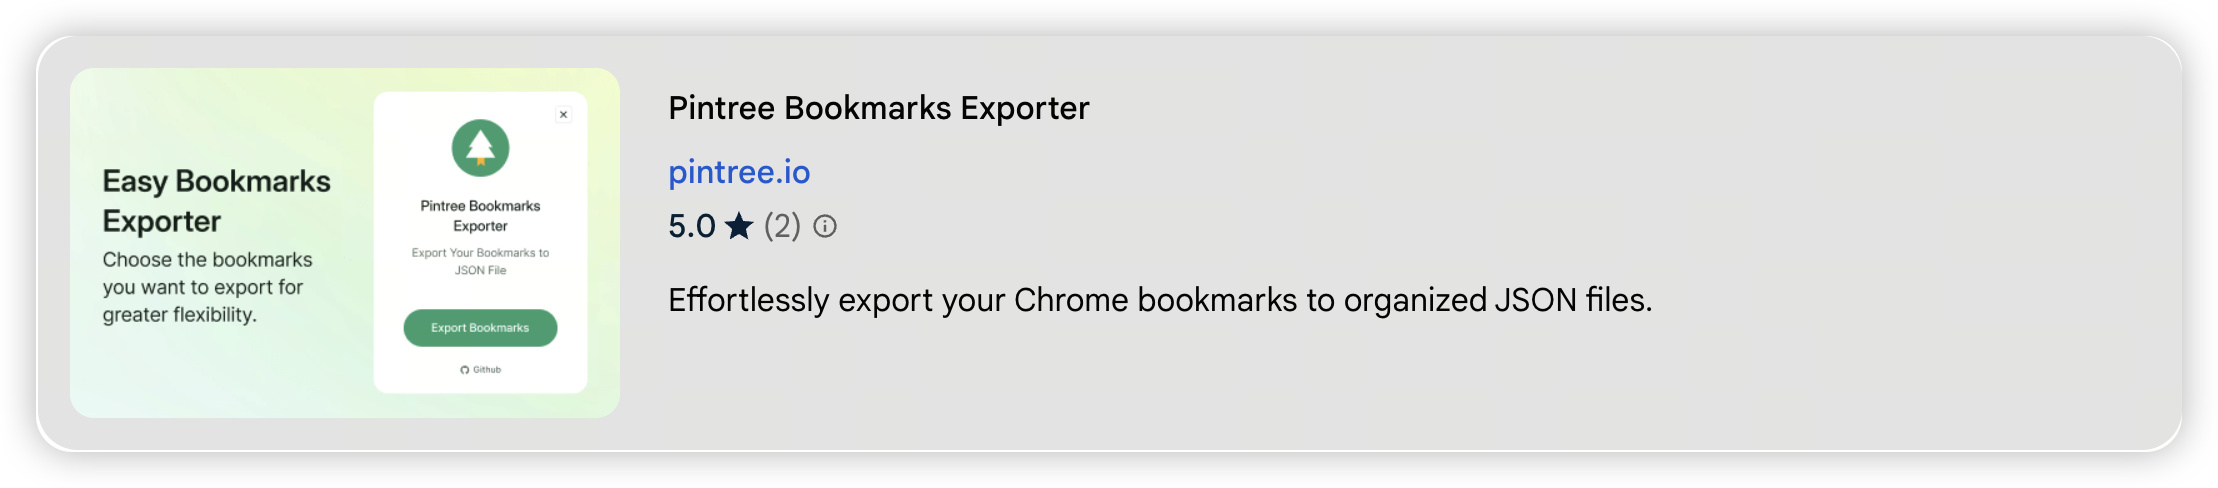 Easy Bookmarks
Exporter
Choose the bookmarks
you want to export for
greater flexibility.
Pintree Bookmarks
Exporter
Export Your Bookmarks to
JSON File
Export Bookmarks
Github
Pintree Bookmarks Exporter
pintree.io
5.0 ★ (2)
Effortlessly export your Chrome bookmarks to organized JSON files.